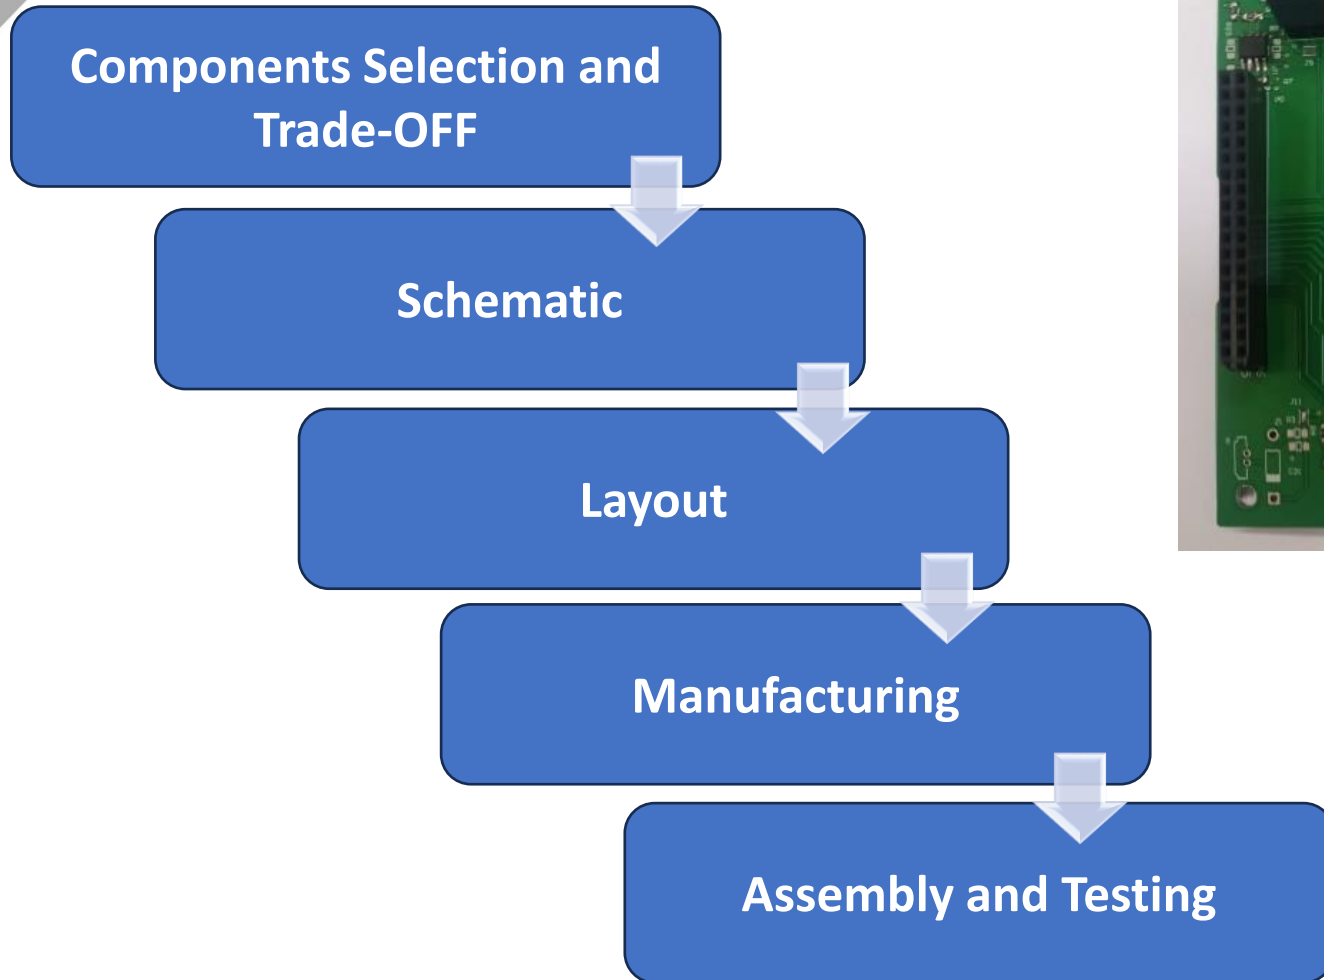 Components Selection and
Trade-OFF
Schematic
Layout
Manufacturing
Assembly and Testing